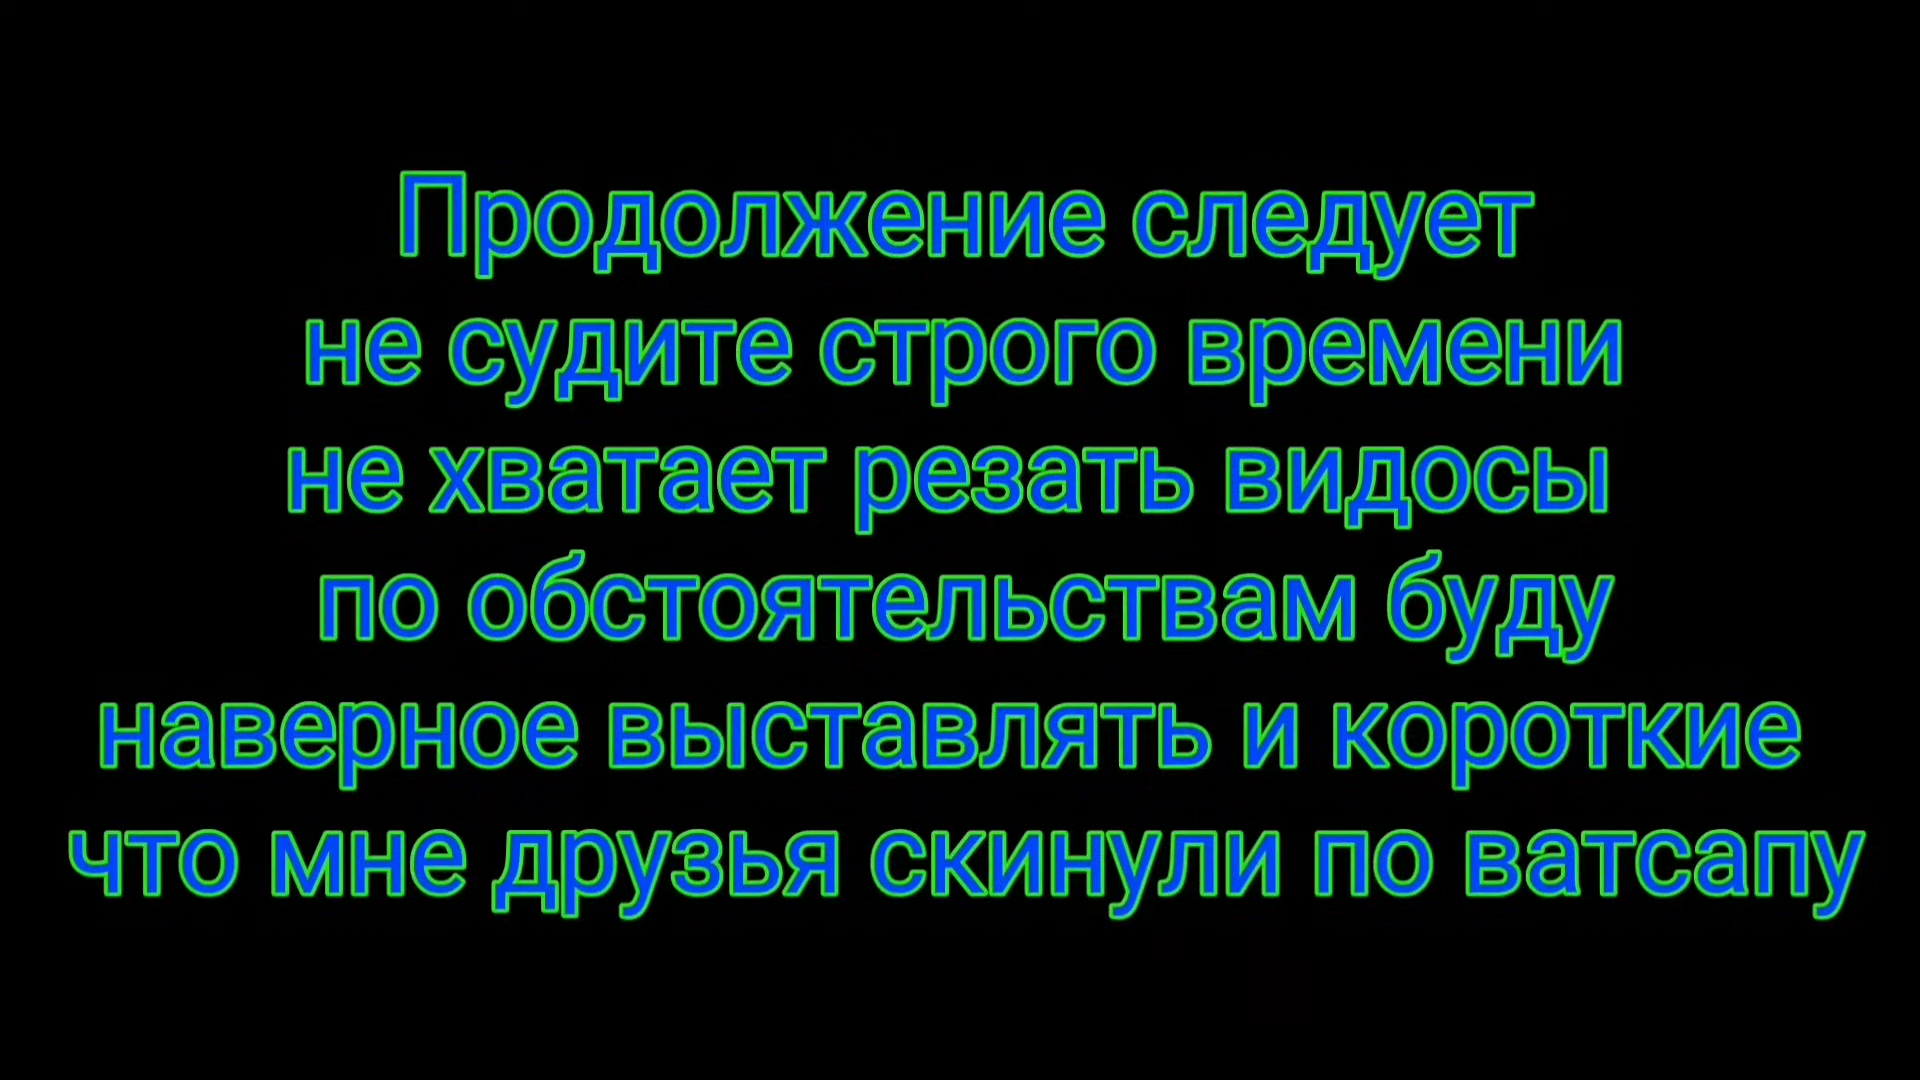 Продолжение следует
не судите строго времени
не хватает резать видосы
по обстоятельствам буду
наверное выставлять и короткие
что мне друзья скинули по ватсапу